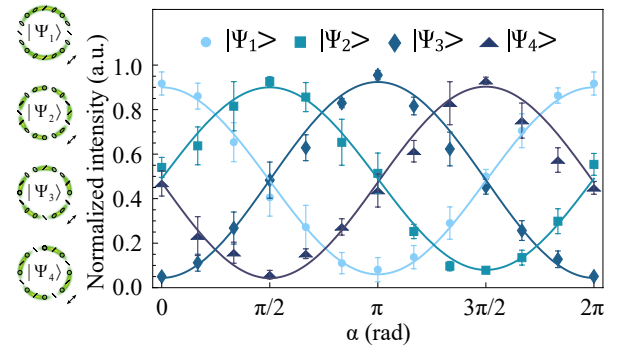 |Ψ₁⟩
|Ψ₂⟩
|Ψ₃⟩
|Ψ₄⟩
|Ψ₁> |Ψ₂> |Ψ₃> |Ψ₄>
Normalized intensity (a.u.)
1.0
0.8
0.6
0.4
0.2
0.0
0 π/2 π 3π/2 2π
α (rad)